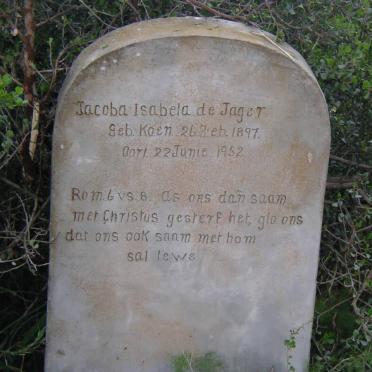 Jacoba Isabela de Jager
Geb. Koen 26 Feb. 1897.
Oorl. 22 Junie. 1952
Rom. 6 vs. 8. As ons dan saam
met Christus gesterf het, glo ons
dat ons ook saam met hom
sal lewe